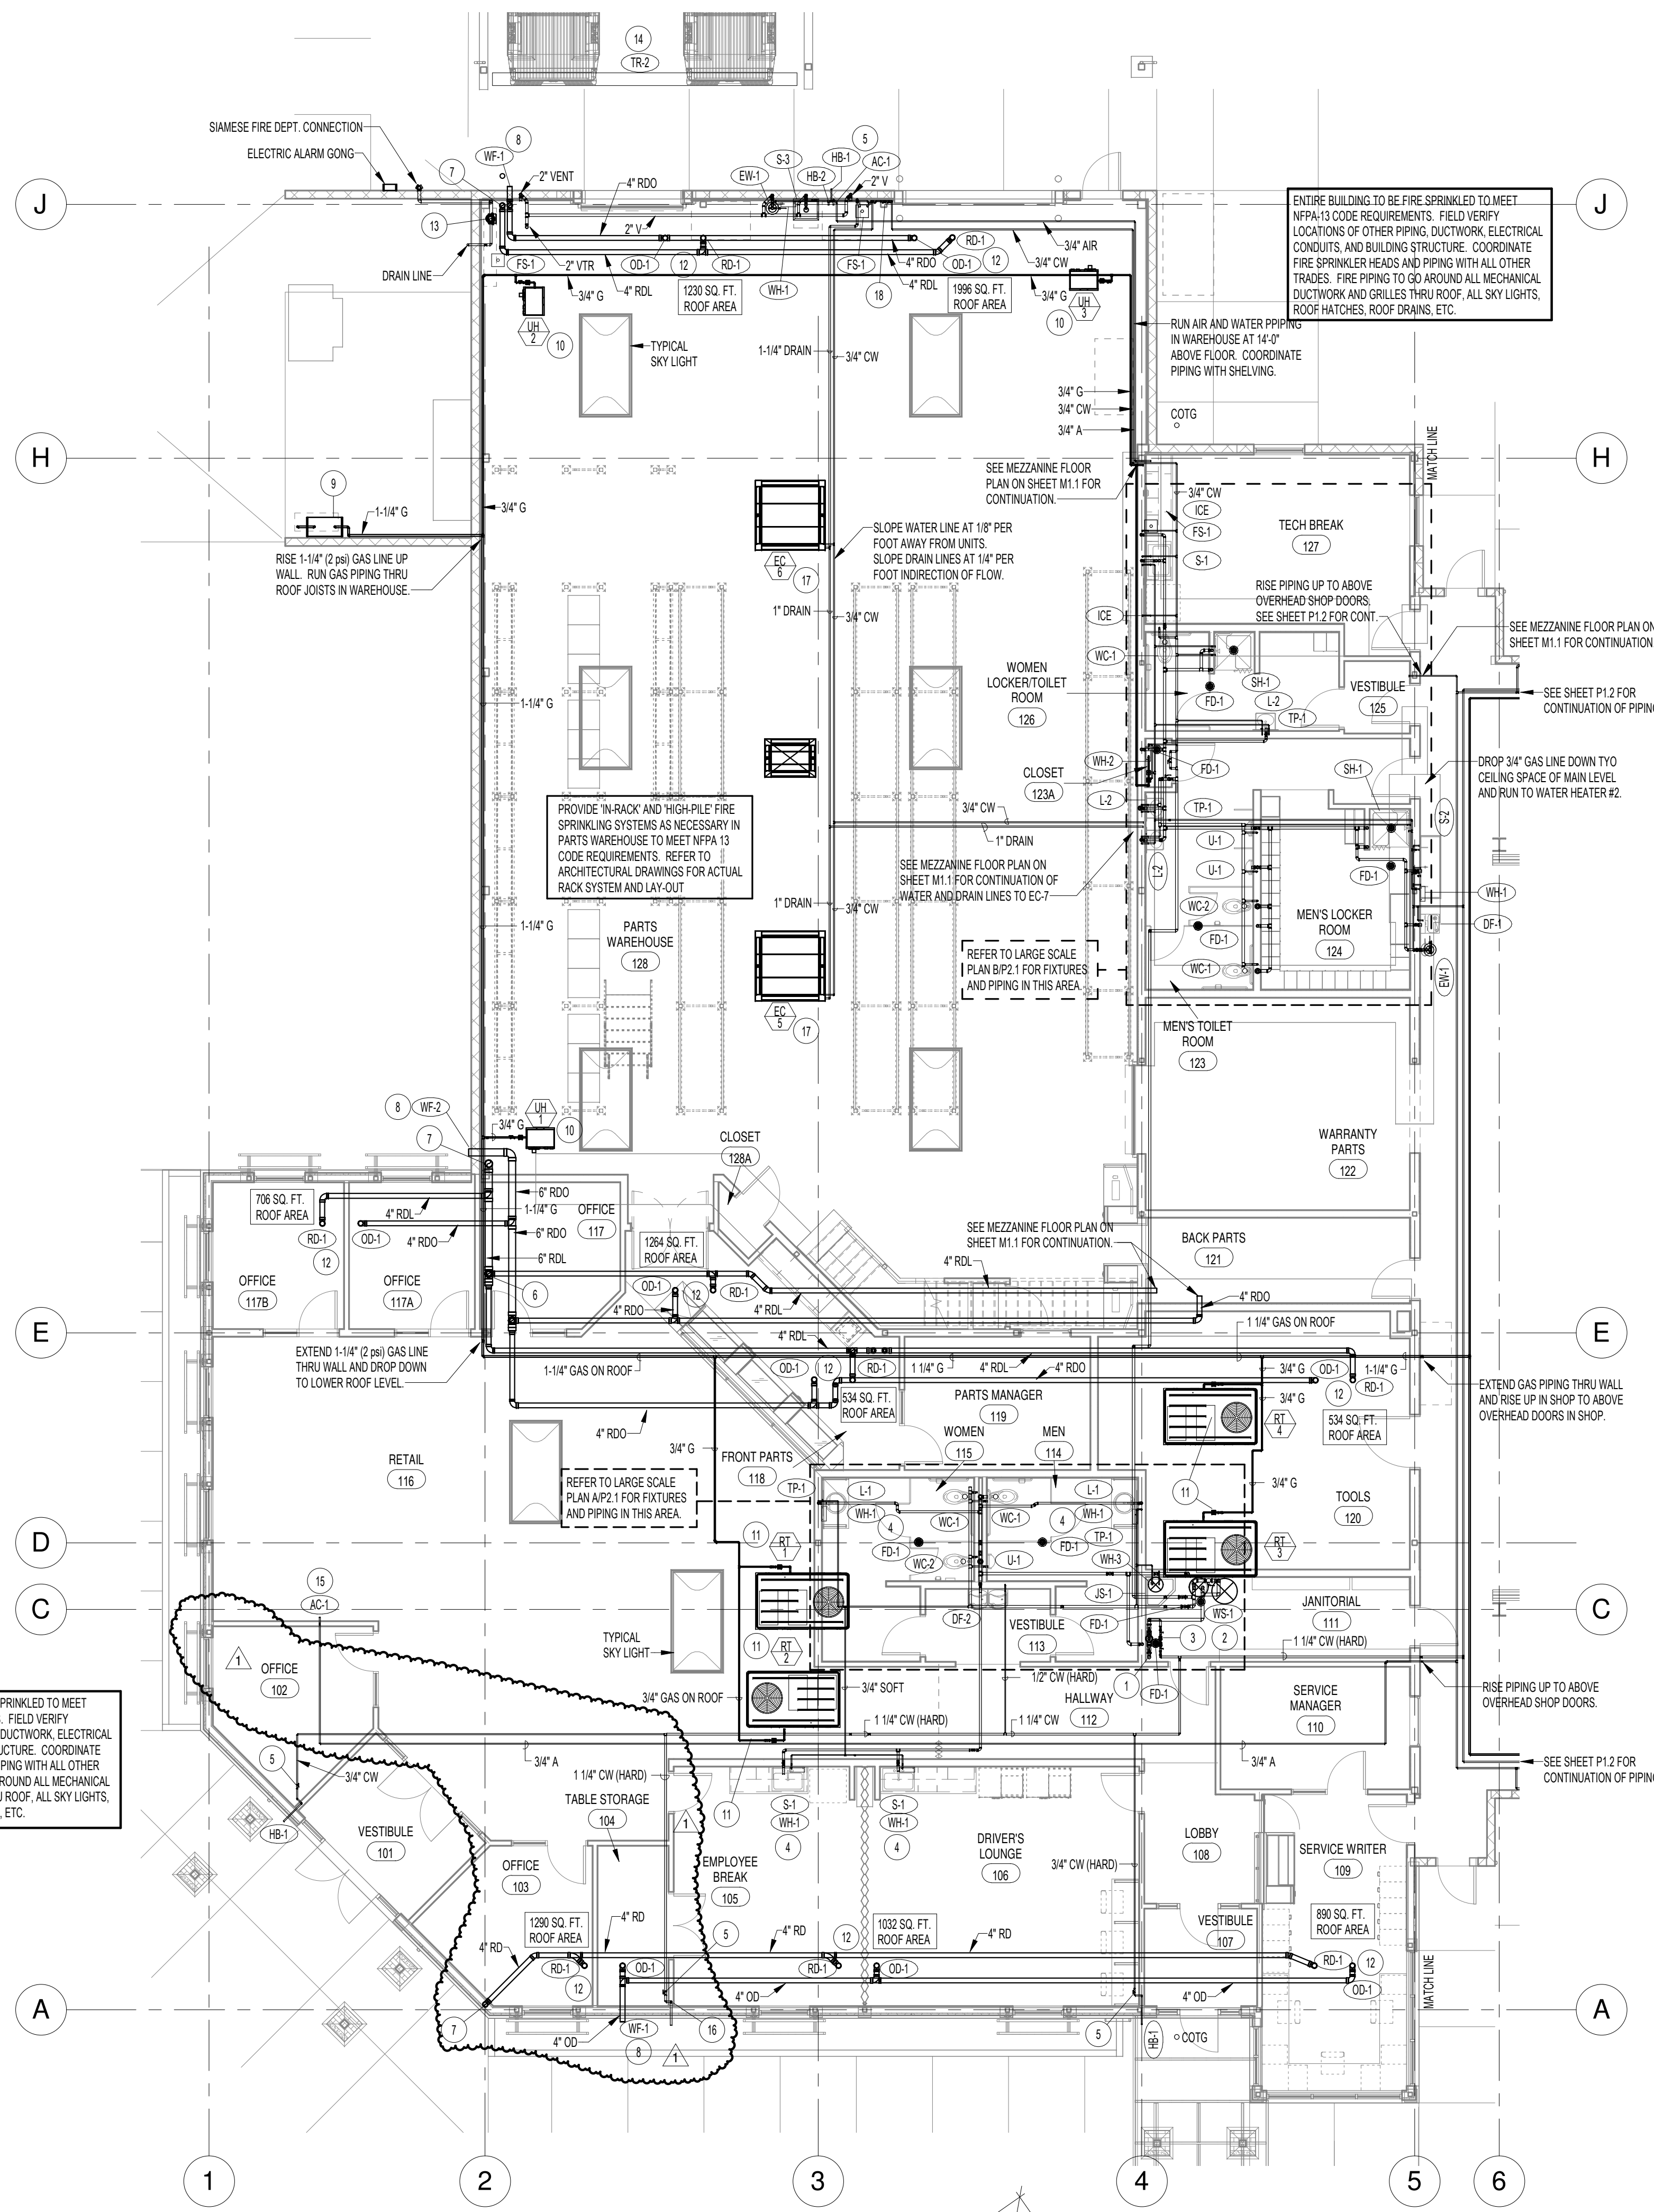 14
TR-2
SIAMESE FIRE DEPT. CONNECTION
ELECTRIC ALARM GONG
7
8
WF-1
2" VENT
4" RDO
EW-1
S-3
HB-2
HB-1
5
AC-1
2" V
J
J
13
2" V
DRAIN LINE
FS-1
2" VTR
OD-1
12
RD-1
WH-1
FS-1
18
4" RDO
4" RDL
RD-1
OD-1
12
3/4" AIR
3/4" CW
3/4" G
4" RDL
1230 SQ. FT.
ROOF AREA
1996 SQ. FT.
ROOF AREA
3/4" G
UH
2
10
UH
3
10
ENTIRE BUILDING TO BE FIRE SPRINKLED TO MEET
NFPA-13 CODE REQUIREMENTS. FIELD VERIFY
LOCATIONS OF OTHER PIPING, DUCTWORK, ELECTRICAL
CONDUITS, AND BUILDING STRUCTURE. COORDINATE
FIRE SPRINKLER HEADS AND PIPING WITH ALL OTHER
TRADES. FIRE PIPING TO GO AROUND ALL MECHANICAL
DUCTWORK AND GRILLES THRU ROOF, ALL SKY LIGHTS,
ROOF HATCHES, ROOF DRAINS, ETC.
TYPICAL
SKY LIGHT
1-1/4" DRAIN
3/4" CW
RUN AIR AND WATER PPIPING
IN WAREHOUSE AT 14'-0"
ABOVE FLOOR. COORDINATE
PIPING WITH SHELVING.
3/4" G
3/4" CW
3/4" A
COTG
MATCH LINE
H
H
SEE MEZZANINE FLOOR
PLAN ON SHEET M1.1 FOR
CONTINUATION.
9
1-1/4" G
3/4" G
3/4" CW
ICE
FS-1
S-1
TECH BREAK
127
RISE 1-1/4" (2 psi) GAS LINE UP
WALL. RUN GAS PIPING THRU
ROOF JOISTS IN WAREHOUSE.
EC
6
17
SLOPE WATER LINE AT 1/8" PER
FOOT AWAY FROM UNITS.
SLOPE DRAIN LINES AT 1/4" PER
FOOT INDIRECTION OF FLOW.
RISE PIPING UP TO ABOVE
OVERHEAD SHOP DOORS,
SEE SHEET P1.2 FOR CONT.
1" DRAIN
3/4" CW
ICE
SEE MEZZANINE FLOOR PLAN ON
SHEET M1.1 FOR CONTINUATION
WC-1
WOMEN
LOCKER/TOILET
ROOM
126
SH-1
FD-1
L-2
TP-1
VESTIBULE
125
SEE SHEET P1.2 FOR
CONTINUATION OF PIPING
1-1/4" G
WH-2
CLOSET
123A
FD-1
SH-1
DROP 3/4" GAS LINE DOWN TYO
CEILING SPACE OF MAIN LEVEL
AND RUN TO WATER HEATER #2.
L-2
TP-1
S-2
PROVIDE 'IN-RACK' AND 'HIGH-PILE' FIRE
SPRINKLING SYSTEMS AS NECESSARY IN
PARTS WAREHOUSE TO MEET NFPA 13
CODE REQUIREMENTS. REFER TO
ARCHITECTURAL DRAWINGS FOR ACTUAL
RACK SYSTEM AND LAY-OUT
3/4" CW
1" DRAIN
U-1
U-1
L-2
SEE MEZZANINE FLOOR PLAN ON
SHEET M1.1 FOR CONTINUATION OF
WATER AND DRAIN LINES TO EC-7
FD-1
WH-1
DF-1
1" DRAIN
3/4" CW
1-1/4" G
WC-2
FD-1
WC-1
MEN'S LOCKER
ROOM
124
EW-1
PARTS
WAREHOUSE
128
REFER TO LARGE SCALE
PLAN B/P2.1 FOR FIXTURES
AND PIPING IN THIS AREA.
EC
5
17
MEN'S TOILET
ROOM
123
8
WF-2
7
UH
1
3/4" G
10
CLOSET
128A
WARRANTY
PARTS
122
706 SQ. FT.
ROOF AREA
4" RDL
RD-1
12
OD-1
4" RDO
6" RDO
1-1/4" G
6" RDO
6" RDL
OFFICE
117
1264 SQ. FT.
ROOF AREA
SEE MEZZANINE FLOOR PLAN ON
SHEET M1.1 FOR CONTINUATION.
BACK PARTS
121
OFFICE
117B
OFFICE
117A
6
OD-1
12
RD-1
4" RDO
4" RDL
4" RDL
4" RDO
E
E
EXTEND 1-1/4" (2 psi) GAS LINE
THRU WALL AND DROP DOWN
TO LOWER ROOF LEVEL.
1-1/4" GAS ON ROOF
4" RDL
OD-1
12
RD-1
1 1/4" G
4" RDL
4" RDO
1 1/4" GAS ON ROOF
3/4" G
3/4" G
OD-1
12
1-1/4" G
RD-1
EXTEND GAS PIPING THRU WALL
AND RISE UP IN SHOP TO ABOVE
OVERHEAD DOORS IN SHOP.
534 SQ. FT.
ROOF AREA
4" RDO
PARTS MANAGER
119
RT
4
534 SQ. FT.
ROOF AREA
3/4" G
RETAIL
116
FRONT PARTS
118
WOMEN
115
MEN
114
REFER TO LARGE SCALE
PLAN A/P2.1 FOR FIXTURES
AND PIPING IN THIS AREA.
TP-1
L-1
WH-1
4
WC-1
FD-1
WC-2
WC-1
L-1
4
WH-1
TP-1
FD-1
U-1
WH-3
11
3/4" G
TOOLS
120
D
D
11
RT
1
RT
3
JS-1
15
AC-1
C
C
DF-2
VESTIBULE
113
FD-1
WS-1
3
2
JANITORIAL
111
TYPICAL
SKY LIGHT
11
RT
2
1 1/4" CW (HARD)
1
OFFICE
102
3/4" GAS ON ROOF
3/4" SOFT
1/2" CW (HARD)
HALLWAY
112
1
FD-1
SERVICE
MANAGER
110
RISE PIPING UP TO ABOVE
OVERHEAD SHOP DOORS.
PRINKLED TO MEET
. FIELD VERIFY
DUCTWORK, ELECTRICAL
UCTURE. COORDINATE
PING WITH ALL OTHER
ROUND ALL MECHANICAL
U ROOF, ALL SKY LIGHTS,
, ETC.
1 1/4" CW (HARD)
1 1/4" CW
5
3/4" CW
3/4" A
3/4" A
SEE SHEET P1.2 FOR
CONTINUATION OF PIPING
1 1/4" CW (HARD)
TABLE STORAGE
104
11
1
S-1
WH-1
4
S-1
WH-1
4
HB-1
VESTIBULE
101
OFFICE
103
EMPLOYEE
BREAK
105
DRIVER'S
LOUNGE
106
3/4" CW (HARD)
LOBBY
108
SERVICE WRITER
109
1290 SQ. FT.
ROOF AREA
4" RD
4" RD
RD-1
12
OD-1
5
4" RD
12
RD-1
OD-1
1032 SQ. FT.
ROOF AREA
4" RD
VESTIBULE
107
890 SQ. FT.
ROOF AREA
RD-1
12
OD-1
MATCH LINE
4" OD
4" OD
A
A
7
4" OD
WF-1
8
16
1
5
HB-1
COTG
1
2
3
4
5
6